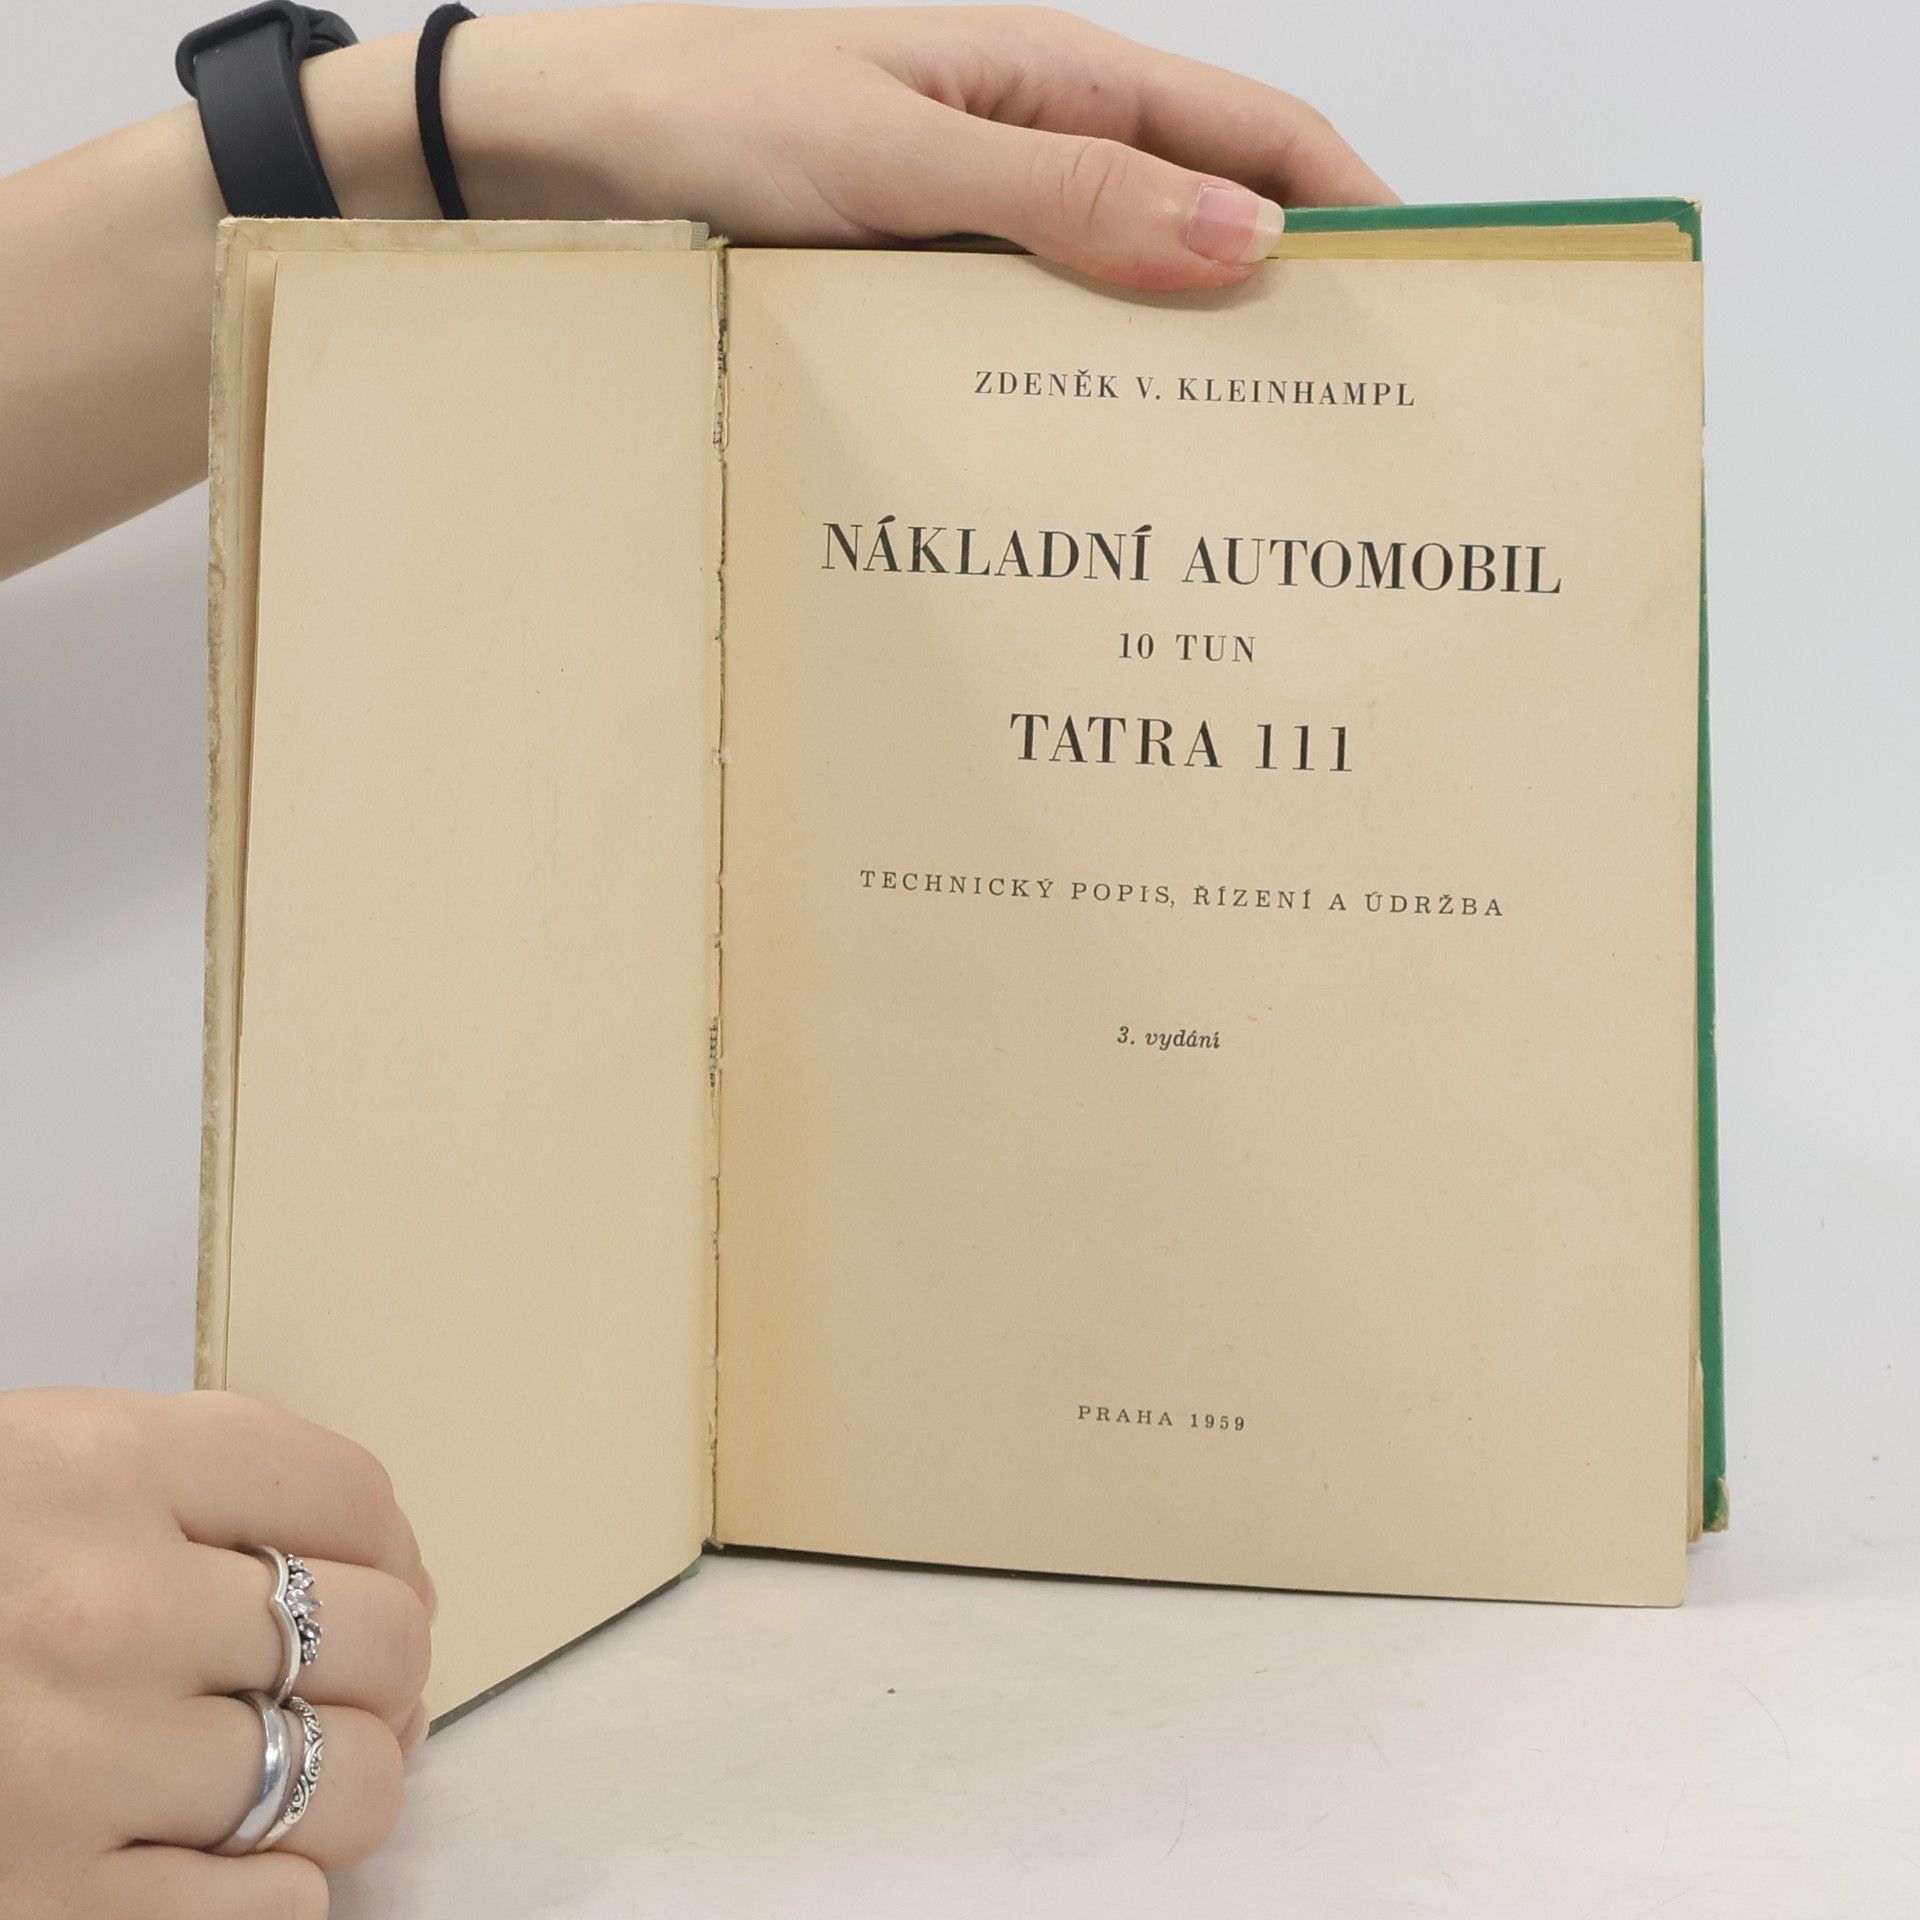 ZDENĚK V. KLEINHAMPL
NÁKLADNÍ AUTOMOBIL
10 TUN
TATRA 111
TECHNICKÝ POPIS, ŘÍZENÍ A ÚDRŽBA
3. vydání
PRAHA 1959